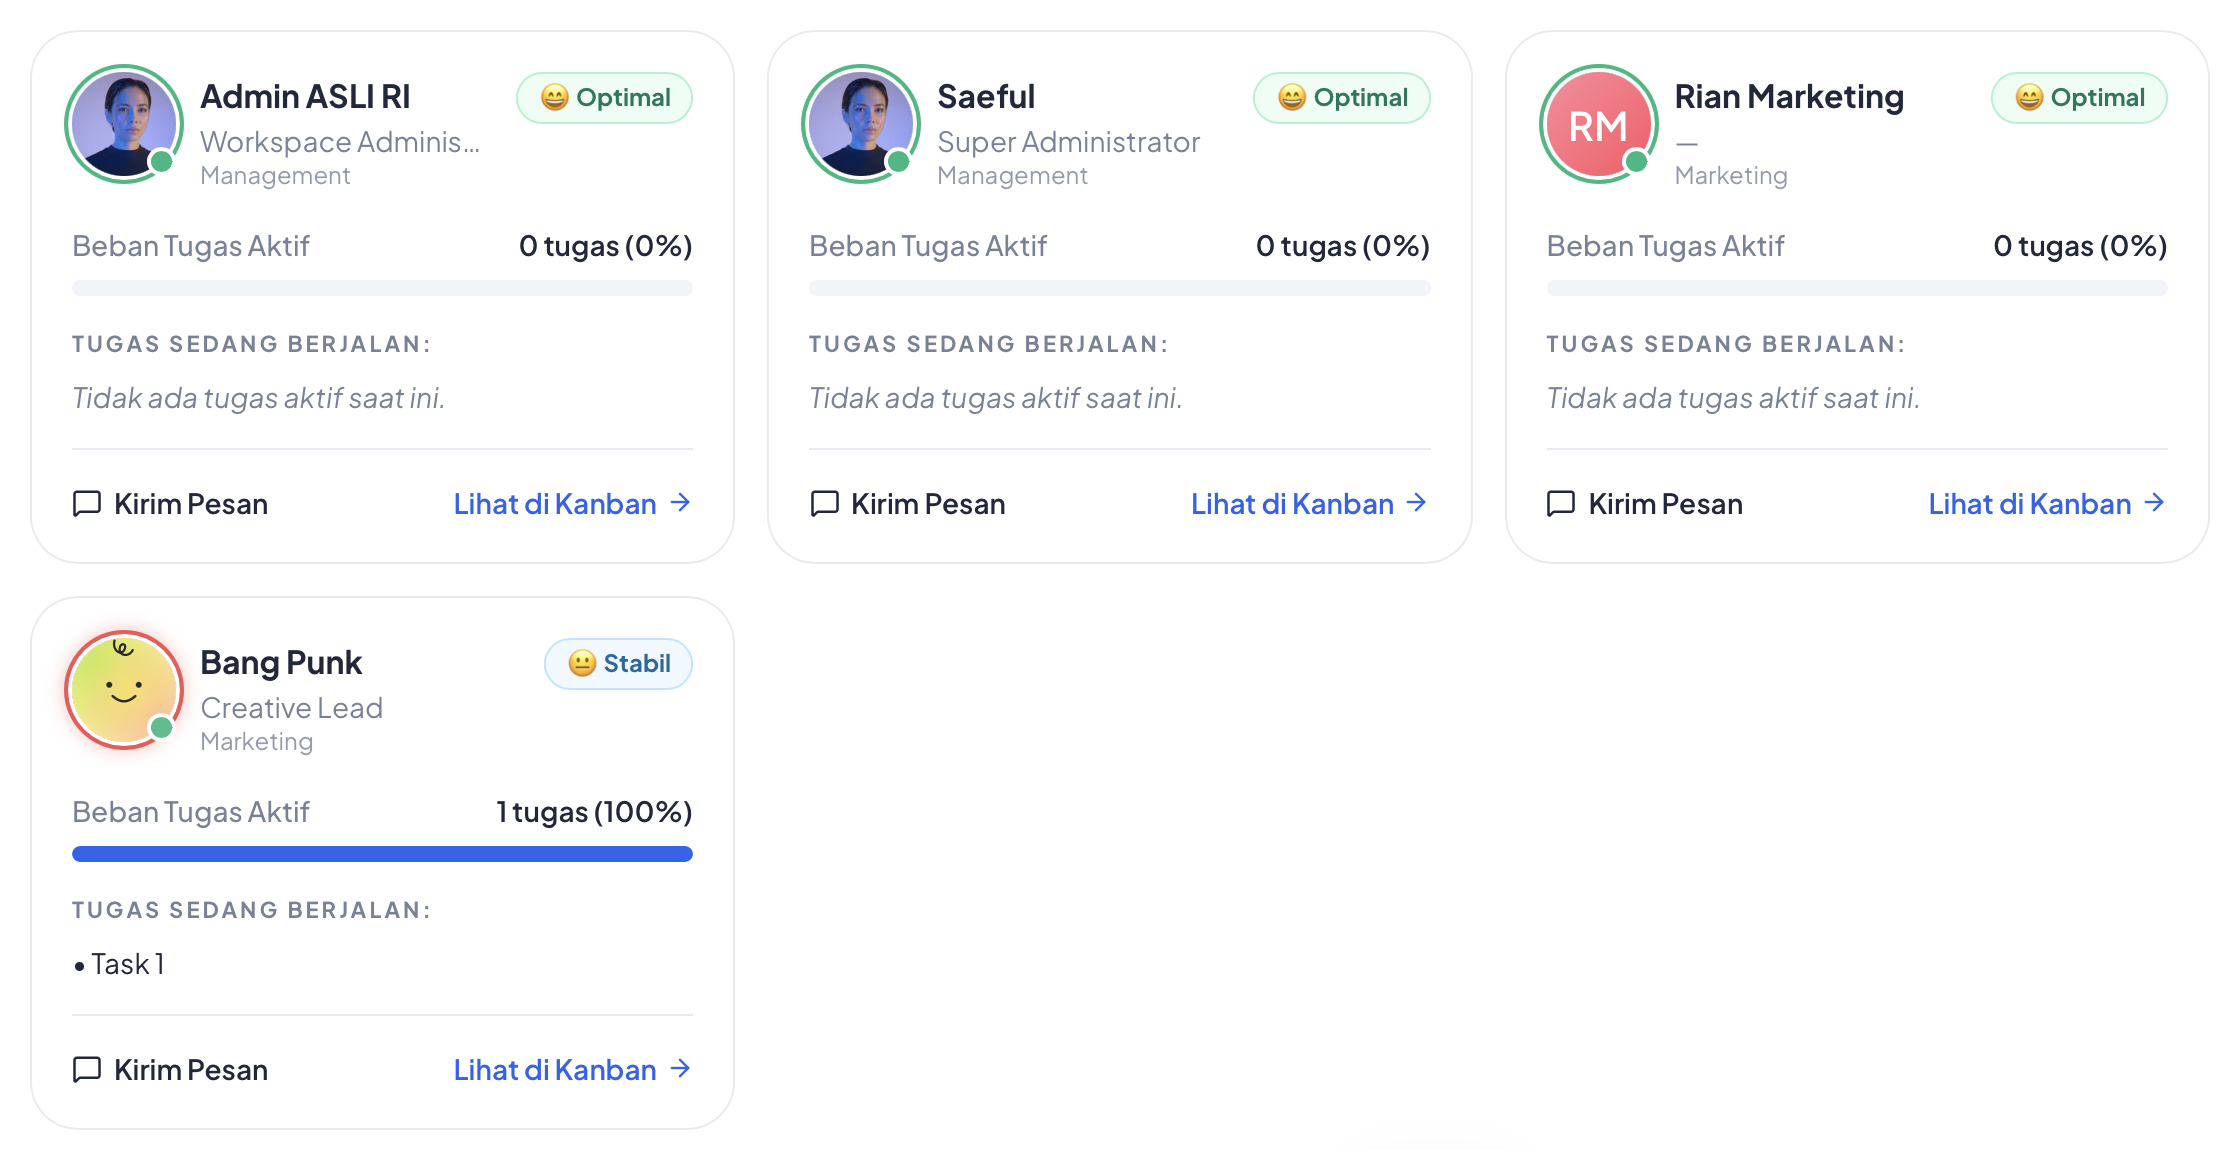 Admin ASLI RI
😄 Optimal
Workspace Adminis...
Management
Beban Tugas Aktif
0 tugas (0%)
TUGAS SEDANG BERJALAN:
Tidak ada tugas aktif saat ini.
Kirim Pesan
Lihat di Kanban →
Saeful
😄 Optimal
Super Administrator
Management
Beban Tugas Aktif
0 tugas (0%)
TUGAS SEDANG BERJALAN:
Tidak ada tugas aktif saat ini.
Kirim Pesan
Lihat di Kanban →
RM
Rian Marketing
😄 Optimal
—
Marketing
Beban Tugas Aktif
0 tugas (0%)
TUGAS SEDANG BERJALAN:
Tidak ada tugas aktif saat ini.
Kirim Pesan
Lihat di Kanban →
Bang Punk
😐 Stabil
Creative Lead
Marketing
Beban Tugas Aktif
1 tugas (100%)
TUGAS SEDANG BERJALAN:
• Task 1
Kirim Pesan
Lihat di Kanban →